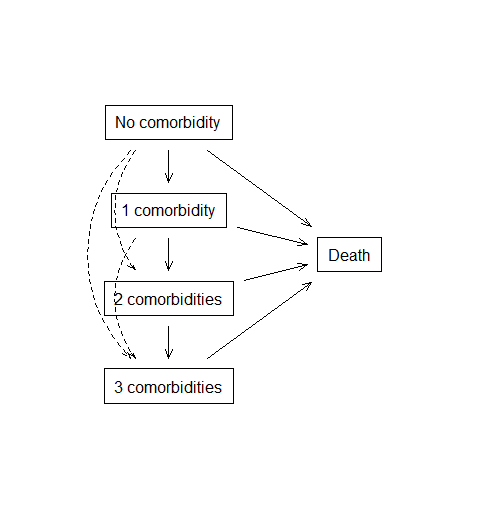 No comorbidity
1 comorbidity
Death
2 comorbidities
3 comorbidities